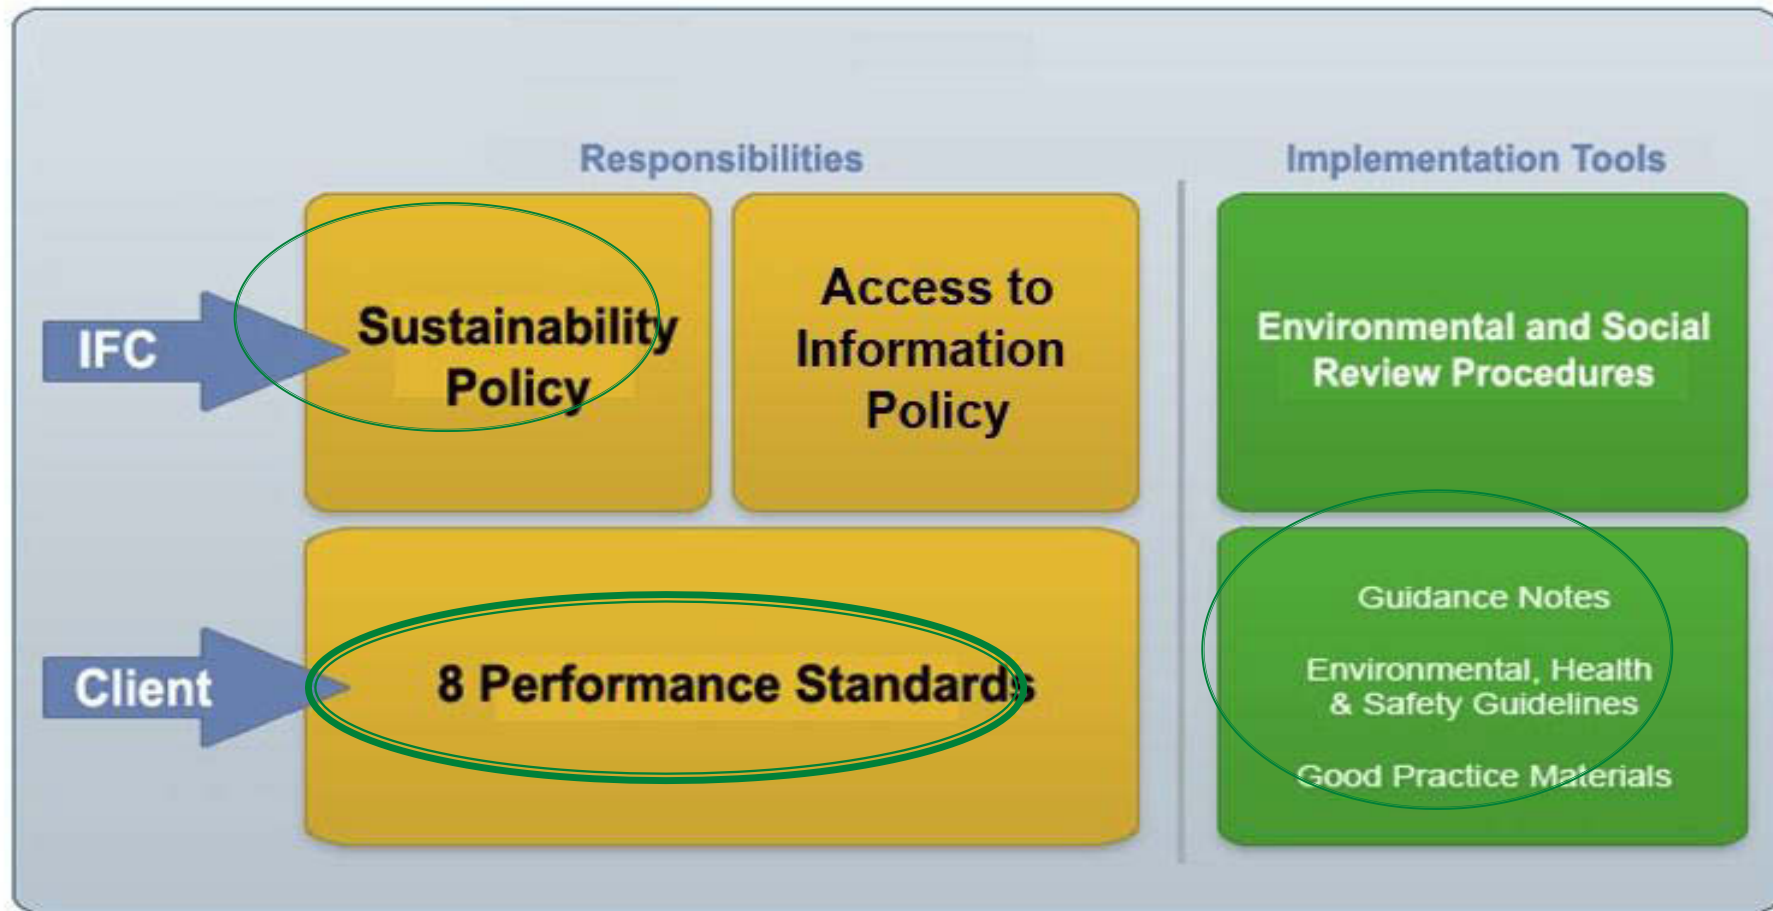 Responsibilities
Implementation Tools
IFC
Sustainability
Policy
Access to
Information
Policy
Environmental and Social
Review Procedures
Client
8 Performance Standards
Guidance Notes
Environmental, Health
& Safety Guidelines
Good Practice Materials